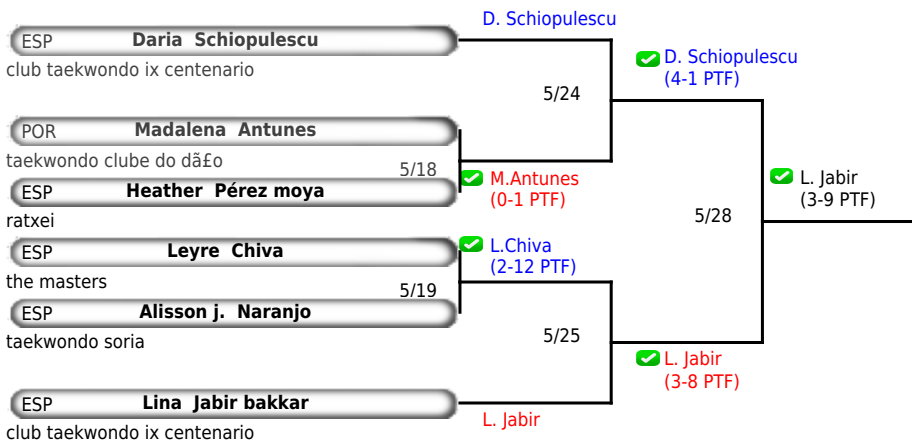 D. Schiopulescu
ESP Daria Schiopulescu
club taekwondo ix centenario
D. Schiopulescu
(4-1 PTF)
5/24
POR Madalena Antunes
taekwondo clube do dã£o
5/18
M.Antunes
(0-1 PTF)
ESP Heather Pérez moya
ratxei
L. Jabir
(3-9 PTF)
5/28
ESP Leyre Chiva
the masters
L.Chiva
(2-12 PTF)
5/19
ESP Alisson j. Naranjo
taekwondo soria
5/25
L. Jabir
(3-8 PTF)
ESP Lina Jabir bakkar
club taekwondo ix centenario
L. Jabir